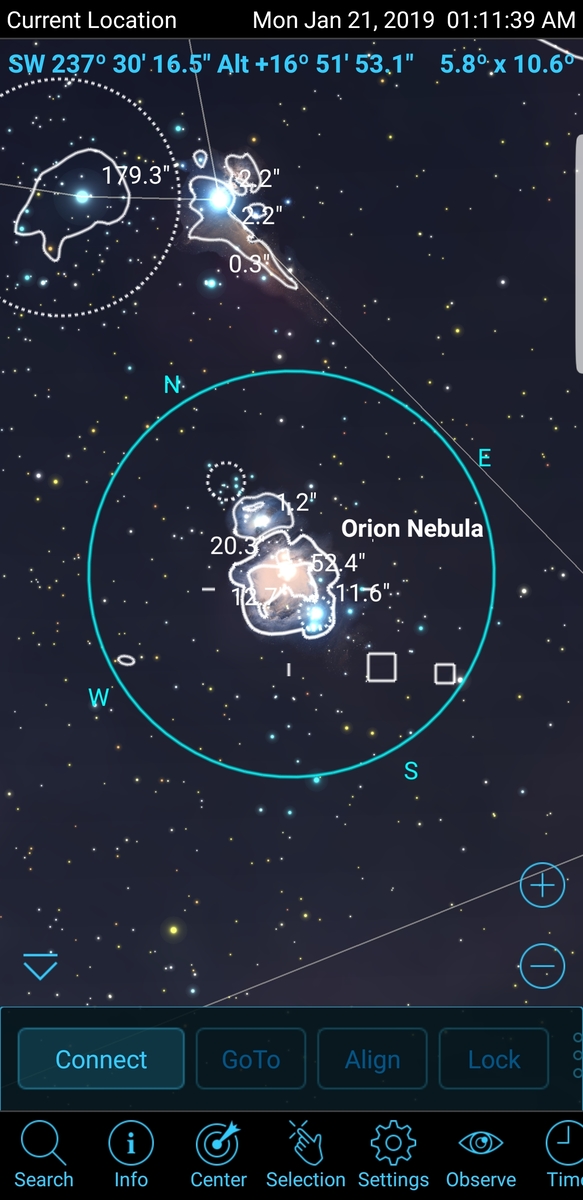 Current Location Mon Jan 21, 2019 01:11:39 AM
SW 237° 30' 16.5" Alt +16° 51' 53.1" 5.8° x 10.6°
179.3"
2.2"
2.2"
0.3"
N
E
1.2"
Orion Nebula
20.3"
52.4"
12.7
11.6"
W
S
Connect GoTo Align Lock
Search Info Center Selection Settings Observe Tim